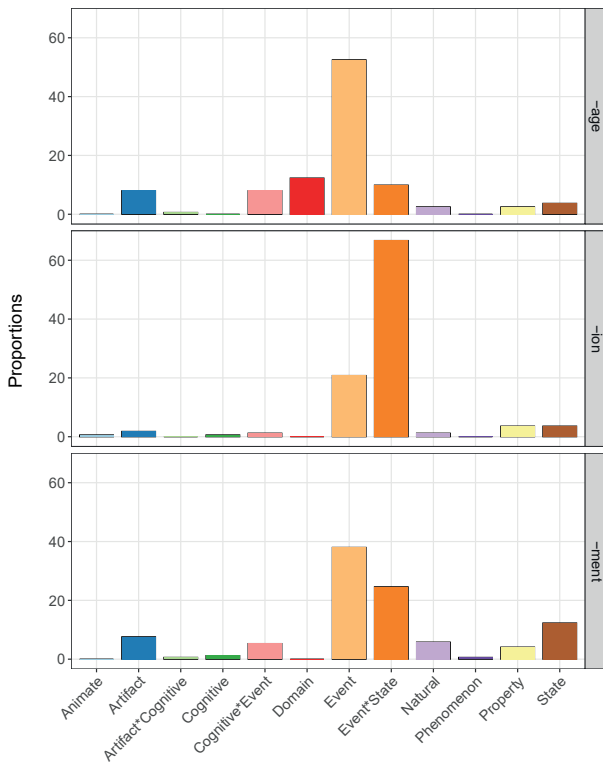 Proportions
60
40
20
0
-age
60
40
20
0
-ion
60
40
20
0
-ment
Animate
Artifact
Artifact*Cognitive
Cognitive
Cognitive*Event
Domain
Event
Event*State
Natural
Phenomenon
Property
State